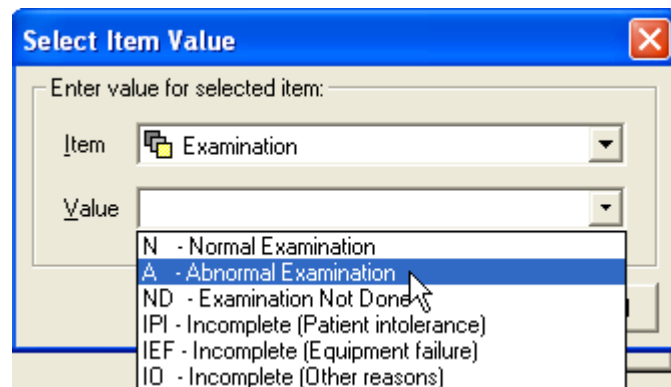 Select Item Value
Enter value for selected item:
Item Examination
Value
N - Normal Examination
A - Abnormal Examination
ND - Examination Not Done
IPI - Incomplete (Patient intolerance)
IEF - Incomplete (Equipment failure)
IO - Incomplete (Other reasons)